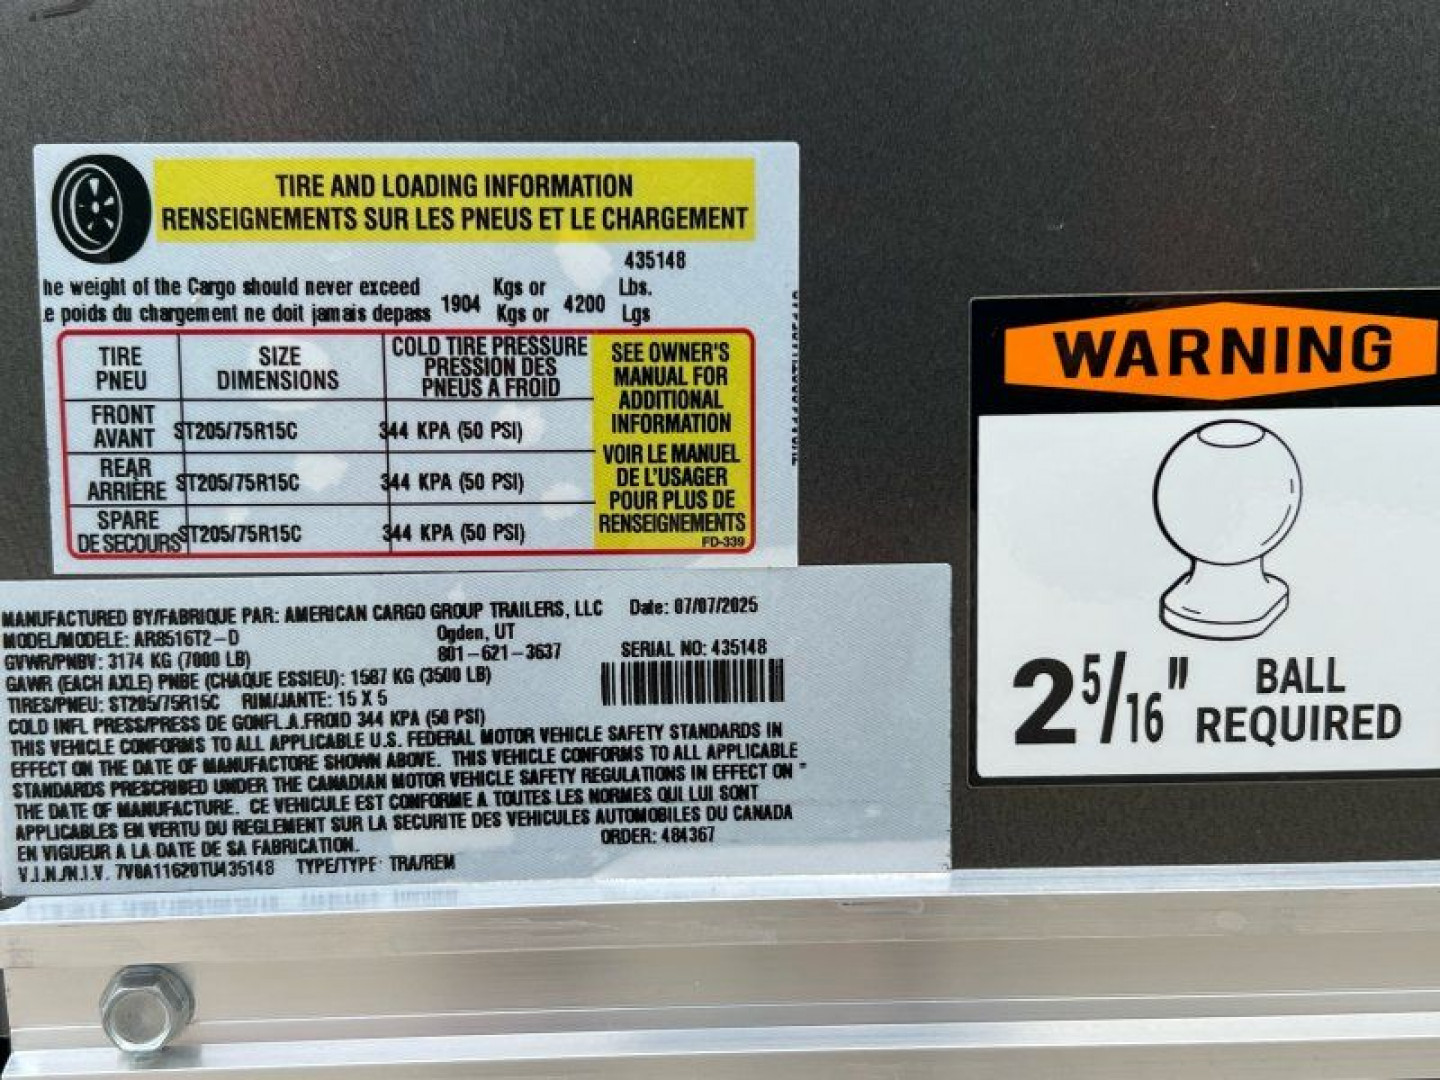 TIRE AND LOADING INFORMATION
RENSEIGNEMENTS SUR LES PNEUS ET LE CHARGEMENT
435148
he weight of the Cargo should never exceed 1904 Kgs or 4200 Lbs.
e poids du chargement ne doit jamais depass Kgs or Lgs
TIRE PNEU
SIZE DIMENSIONS
COLD TIRE PRESSURE
PRESSION DES
PNEUS A FROID
FRONT AVANT ST205/75R15C 344 KPA (50 PSI)
REAR ARRIÈRE ST205/75R15C 344 KPA (50 PSI)
SPARE DE SECOURS ST205/75R15C 344 KPA (50 PSI)
SEE OWNER'S
MANUAL FOR
ADDITIONAL
INFORMATION
VOIR LE MANUEL
DE L'USAGER
POUR PLUS DE
RENSEIGNEMENTS
FD-339
MANUFACTURED BY/FABRIQUE PAR: AMERICAN CARGO GROUP TRAILERS, LLC Date: 07/07/2025
MODEL/MODELE: AR8516T2-D Ogden, UT
GVWR/PNBV: 3174 KG (7000 LB) 801-621-3637 SERIAL NO: 435148
GAWR (EACH AXLE) PNBE (CHAQUE ESSIEU): 1587 KG (3500 LB)
TIRES/PNEU: ST205/75R15C RIM/JANTE: 15 X 5
COLD INFL PRESS/PRESS DE GONFL.A.FROID 344 KPA (50 PSI)
THIS VEHICLE CONFORMS TO ALL APPLICABLE U.S. FEDERAL MOTOR VEHICLE SAFETY STANDARDS IN
EFFECT ON THE DATE OF MANUFACTORE SHOWN ABOVE. THIS VEHICLE CONFORMS TO ALL APPLICABLE
STANDARDS PRESCRIBED UNDER THE CANADIAN MOTOR VEHICLE SAFETY REGULATIONS IN EFFECT ON
THE DATE OF MANUFACTURE. CE VEHICULE EST CONFORME A TOUTES LES NORMES QUI LUI SONT
APPLICABLES EN VERTU DU REGLEMENT SUR LA SECURITE DES VEHICULES AUTOMOBILES DU CANADA
EN VIGUEUR A LA DATE DE SA FABRICATION. ORDER: 484367
V.I.N./N.I.V. 7V8A11620TU435148 TYPE/TYPE: TRA/REM
WARNING
2 5/16" BALL
REQUIRED